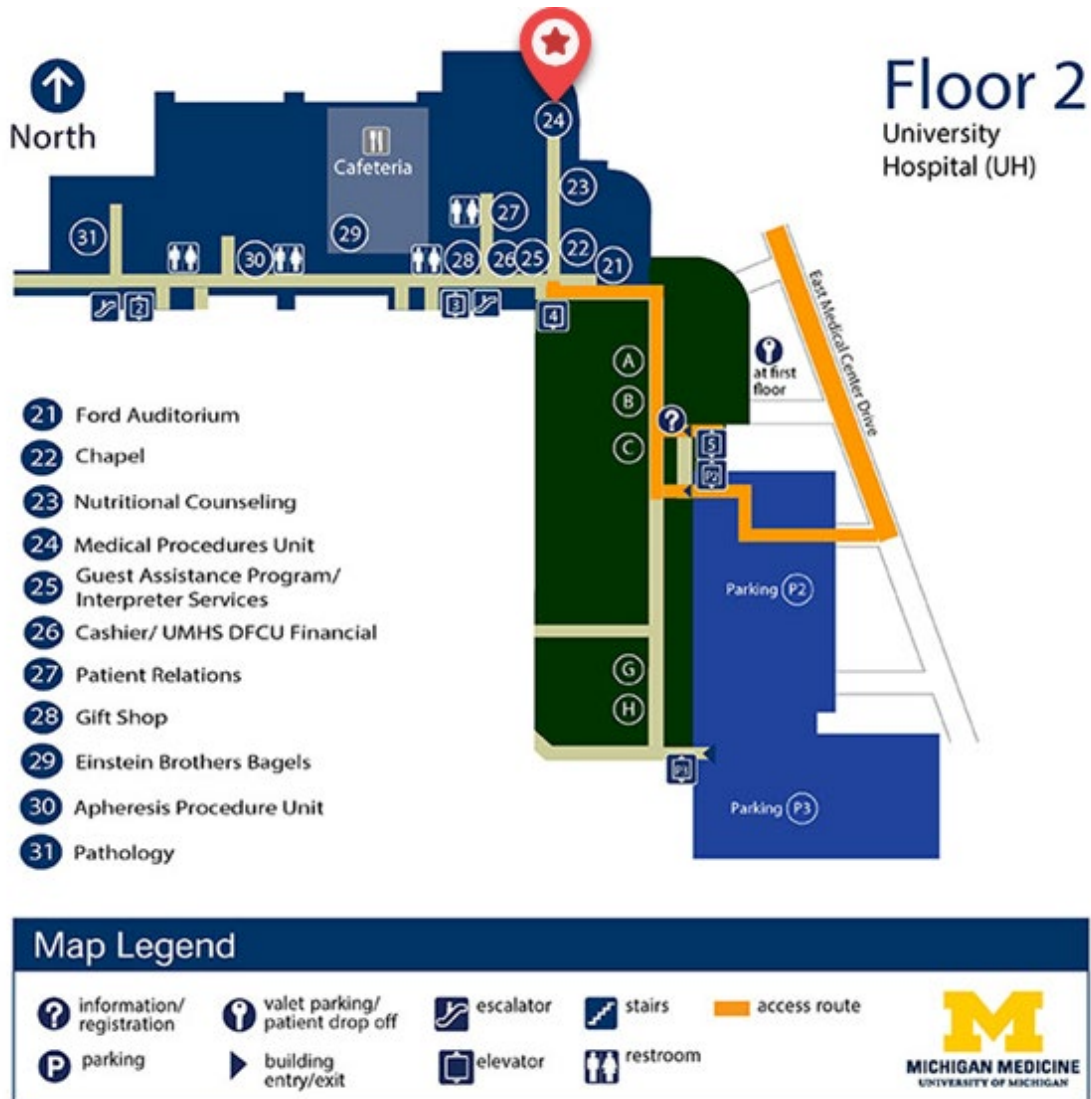 Floor 2
University
Hospital (UH)
North
24
Cafeteria
23
31
27
29
30
28
26
25
22
21
2
3
4
East Medical Center Drive
at first
floor
A
B
?
C
5
P2
Parking P2
G
H
Parking P3
21 Ford Auditorium
22 Chapel
23 Nutritional Counseling
24 Medical Procedures Unit
25 Guest Assistance Program/
Interpreter Services
26 Cashier/ UMHS DFCU Financial
27 Patient Relations
28 Gift Shop
29 Einstein Brothers Bagels
30 Apheresis Procedure Unit
31 Pathology
Map Legend
? information/
registration
valet parking/
patient drop off
escalator
stairs
access route
P parking
building
entry/exit
elevator
restroom
M
MICHIGAN MEDICINE
UNIVERSITY OF MICHIGAN